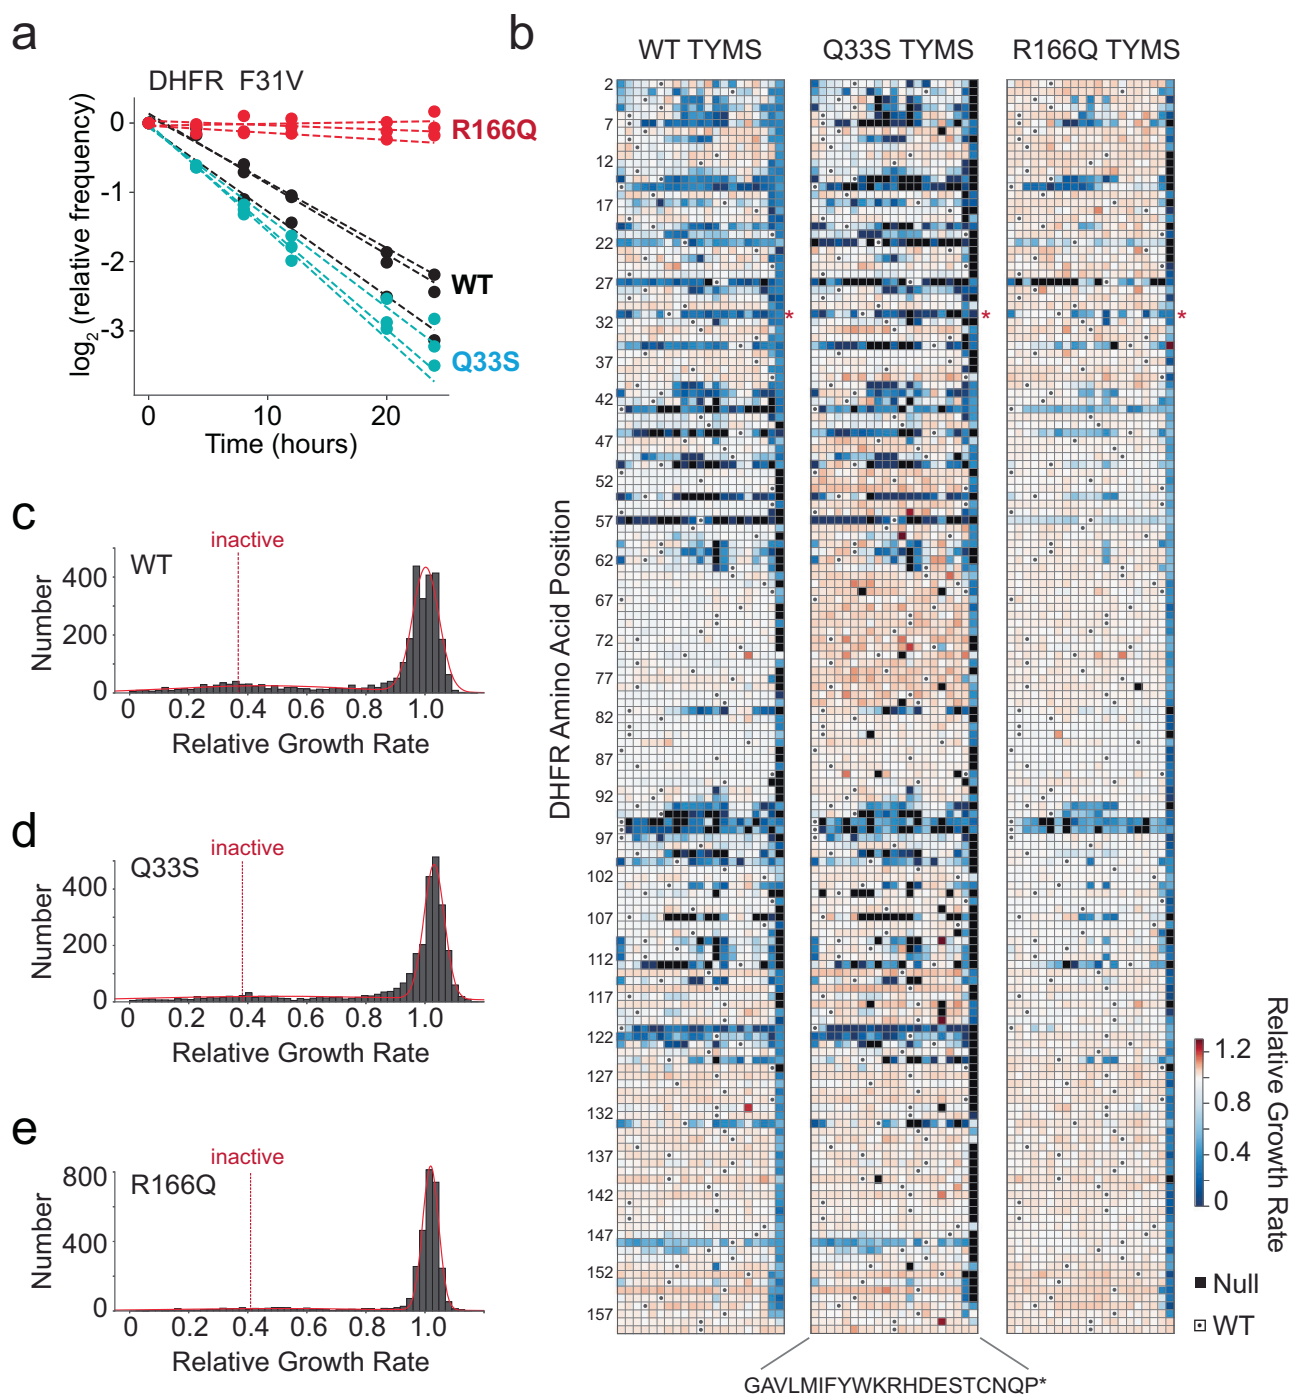 a
DHFR F31V
log2 (relative frequency)
0
-1
-2
-3
R166Q
WT
Q33S
0
10
20
Time (hours)
b
WT TYMS
Q33S TYMS
R166Q TYMS
DHFR Amino Acid Position
2
7
12
17
22
27
32
37
42
47
52
57
62
67
72
77
82
87
92
97
102
107
112
117
122
127
132
137
142
147
152
157
*
*
*
GAVLMIFYWKRHDESTCNQP*
Relative Growth Rate
1.2
0.8
0.4
0
Null
WT
c
WT
inactive
Number
400
200
0
0
0.2
0.4
0.6
0.8
1.0
Relative Growth Rate
d
Q33S
inactive
Number
400
200
0
0
0.2
0.4
0.6
0.8
1.0
Relative Growth Rate
e
R166Q
inactive
Number
800
400
0
0
0.2
0.4
0.6
0.8
1.0
Relative Growth Rate